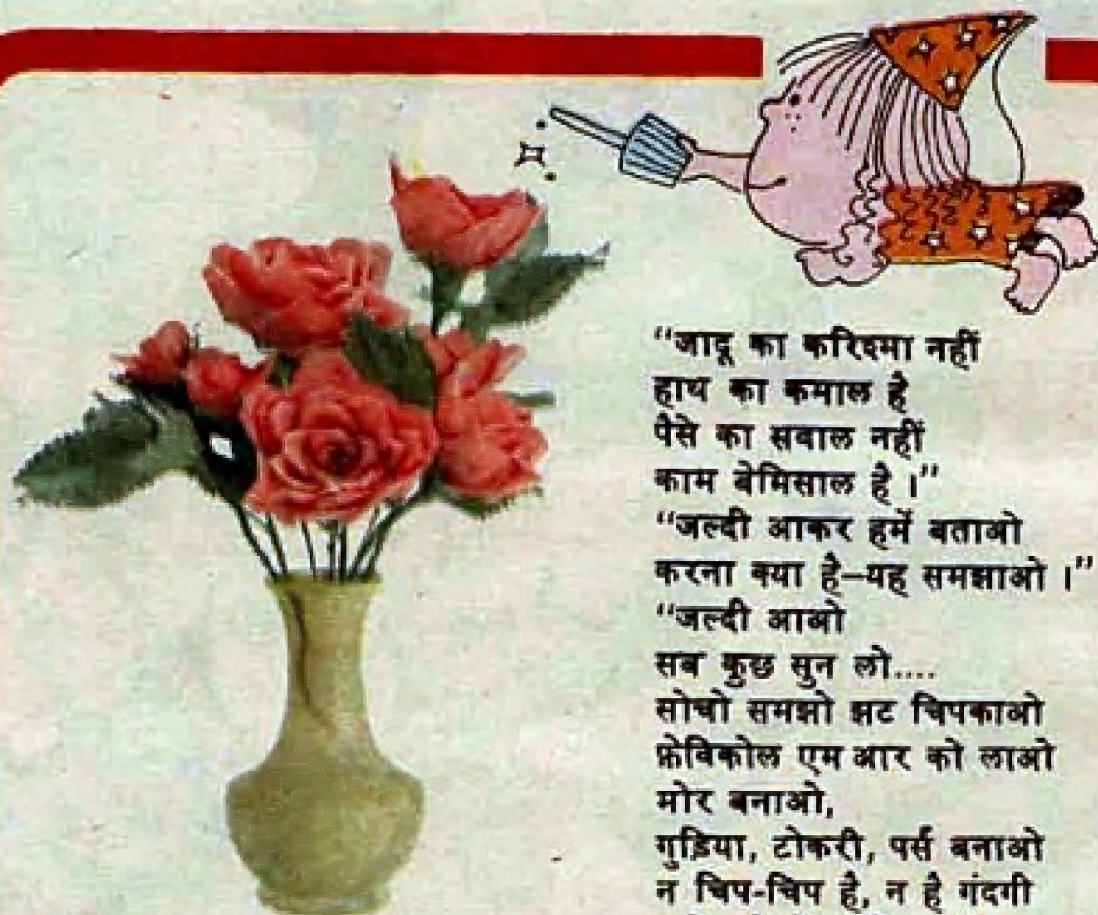 “जादू का करिश्मा नहीं
हाथ का कमाल है
पैसे का सवाल नहीं
काम बेमिसाल है ।”
“जल्दी आकर हमें बताओ
करना क्या है–यह समझाओ ।”
“जल्दी आओ
सब कुछ सुन लो....
सोचो समझो झट चिपकाओ
फ़ेविकोल एम आर को लाओ
मोर बनाओ,
गुड़िया, टोकरी, पर्स बनाओ
न चिप-चिप है, न है गंदगी